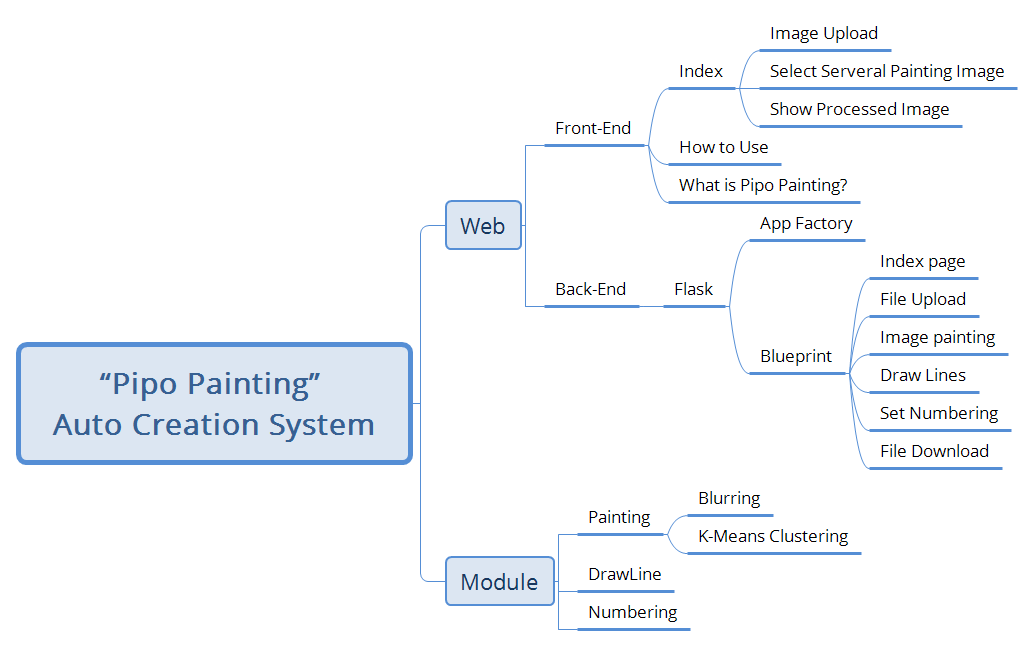 “Pipo Painting”
Auto Creation System
Web
Front-End
Index
Image Upload
Select Serveral Painting Image
Show Processed Image
How to Use
What is Pipo Painting?
Back-End
Flask
App Factory
Blueprint
Index page
File Upload
Image painting
Draw Lines
Set Numbering
File Download
Module
Painting
Blurring
K-Means Clustering
DrawLine
Numbering